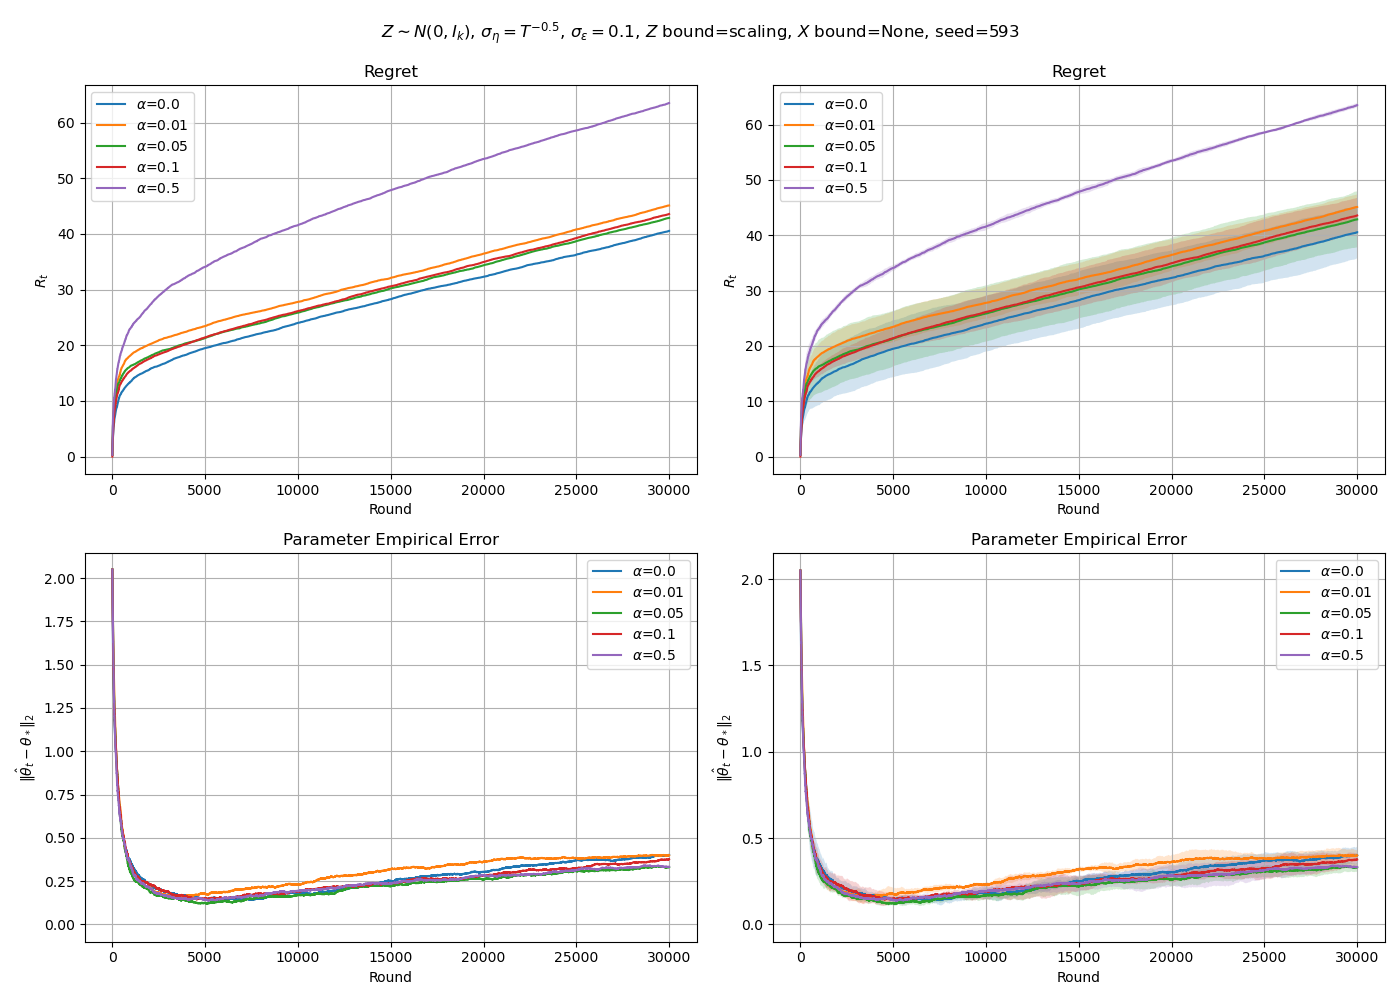 Z ∼ N(0, I_k), σ_η = T^{−0.5}, σ_ε = 0.1, Z bound=scaling, X bound=None, seed=593
Regret
R_t
60
50
40
30
20
10
0
α=0.0
α=0.01
α=0.05
α=0.1
α=0.5
0 5000 10000 15000 20000 25000 30000
Round
Regret
R_t
60
50
40
30
20
10
0
α=0.0
α=0.01
α=0.05
α=0.1
α=0.5
0 5000 10000 15000 20000 25000 30000
Round
Parameter Empirical Error
‖θ̂_t − θ_*‖_2
2.00
1.75
1.50
1.25
1.00
0.75
0.50
0.25
0.00
α=0.0
α=0.01
α=0.05
α=0.1
α=0.5
0 5000 10000 15000 20000 25000 30000
Round
Parameter Empirical Error
‖θ̂_t − θ_*‖_2
2.0
1.5
1.0
0.5
0.0
α=0.0
α=0.01
α=0.05
α=0.1
α=0.5
0 5000 10000 15000 20000 25000 30000
Round